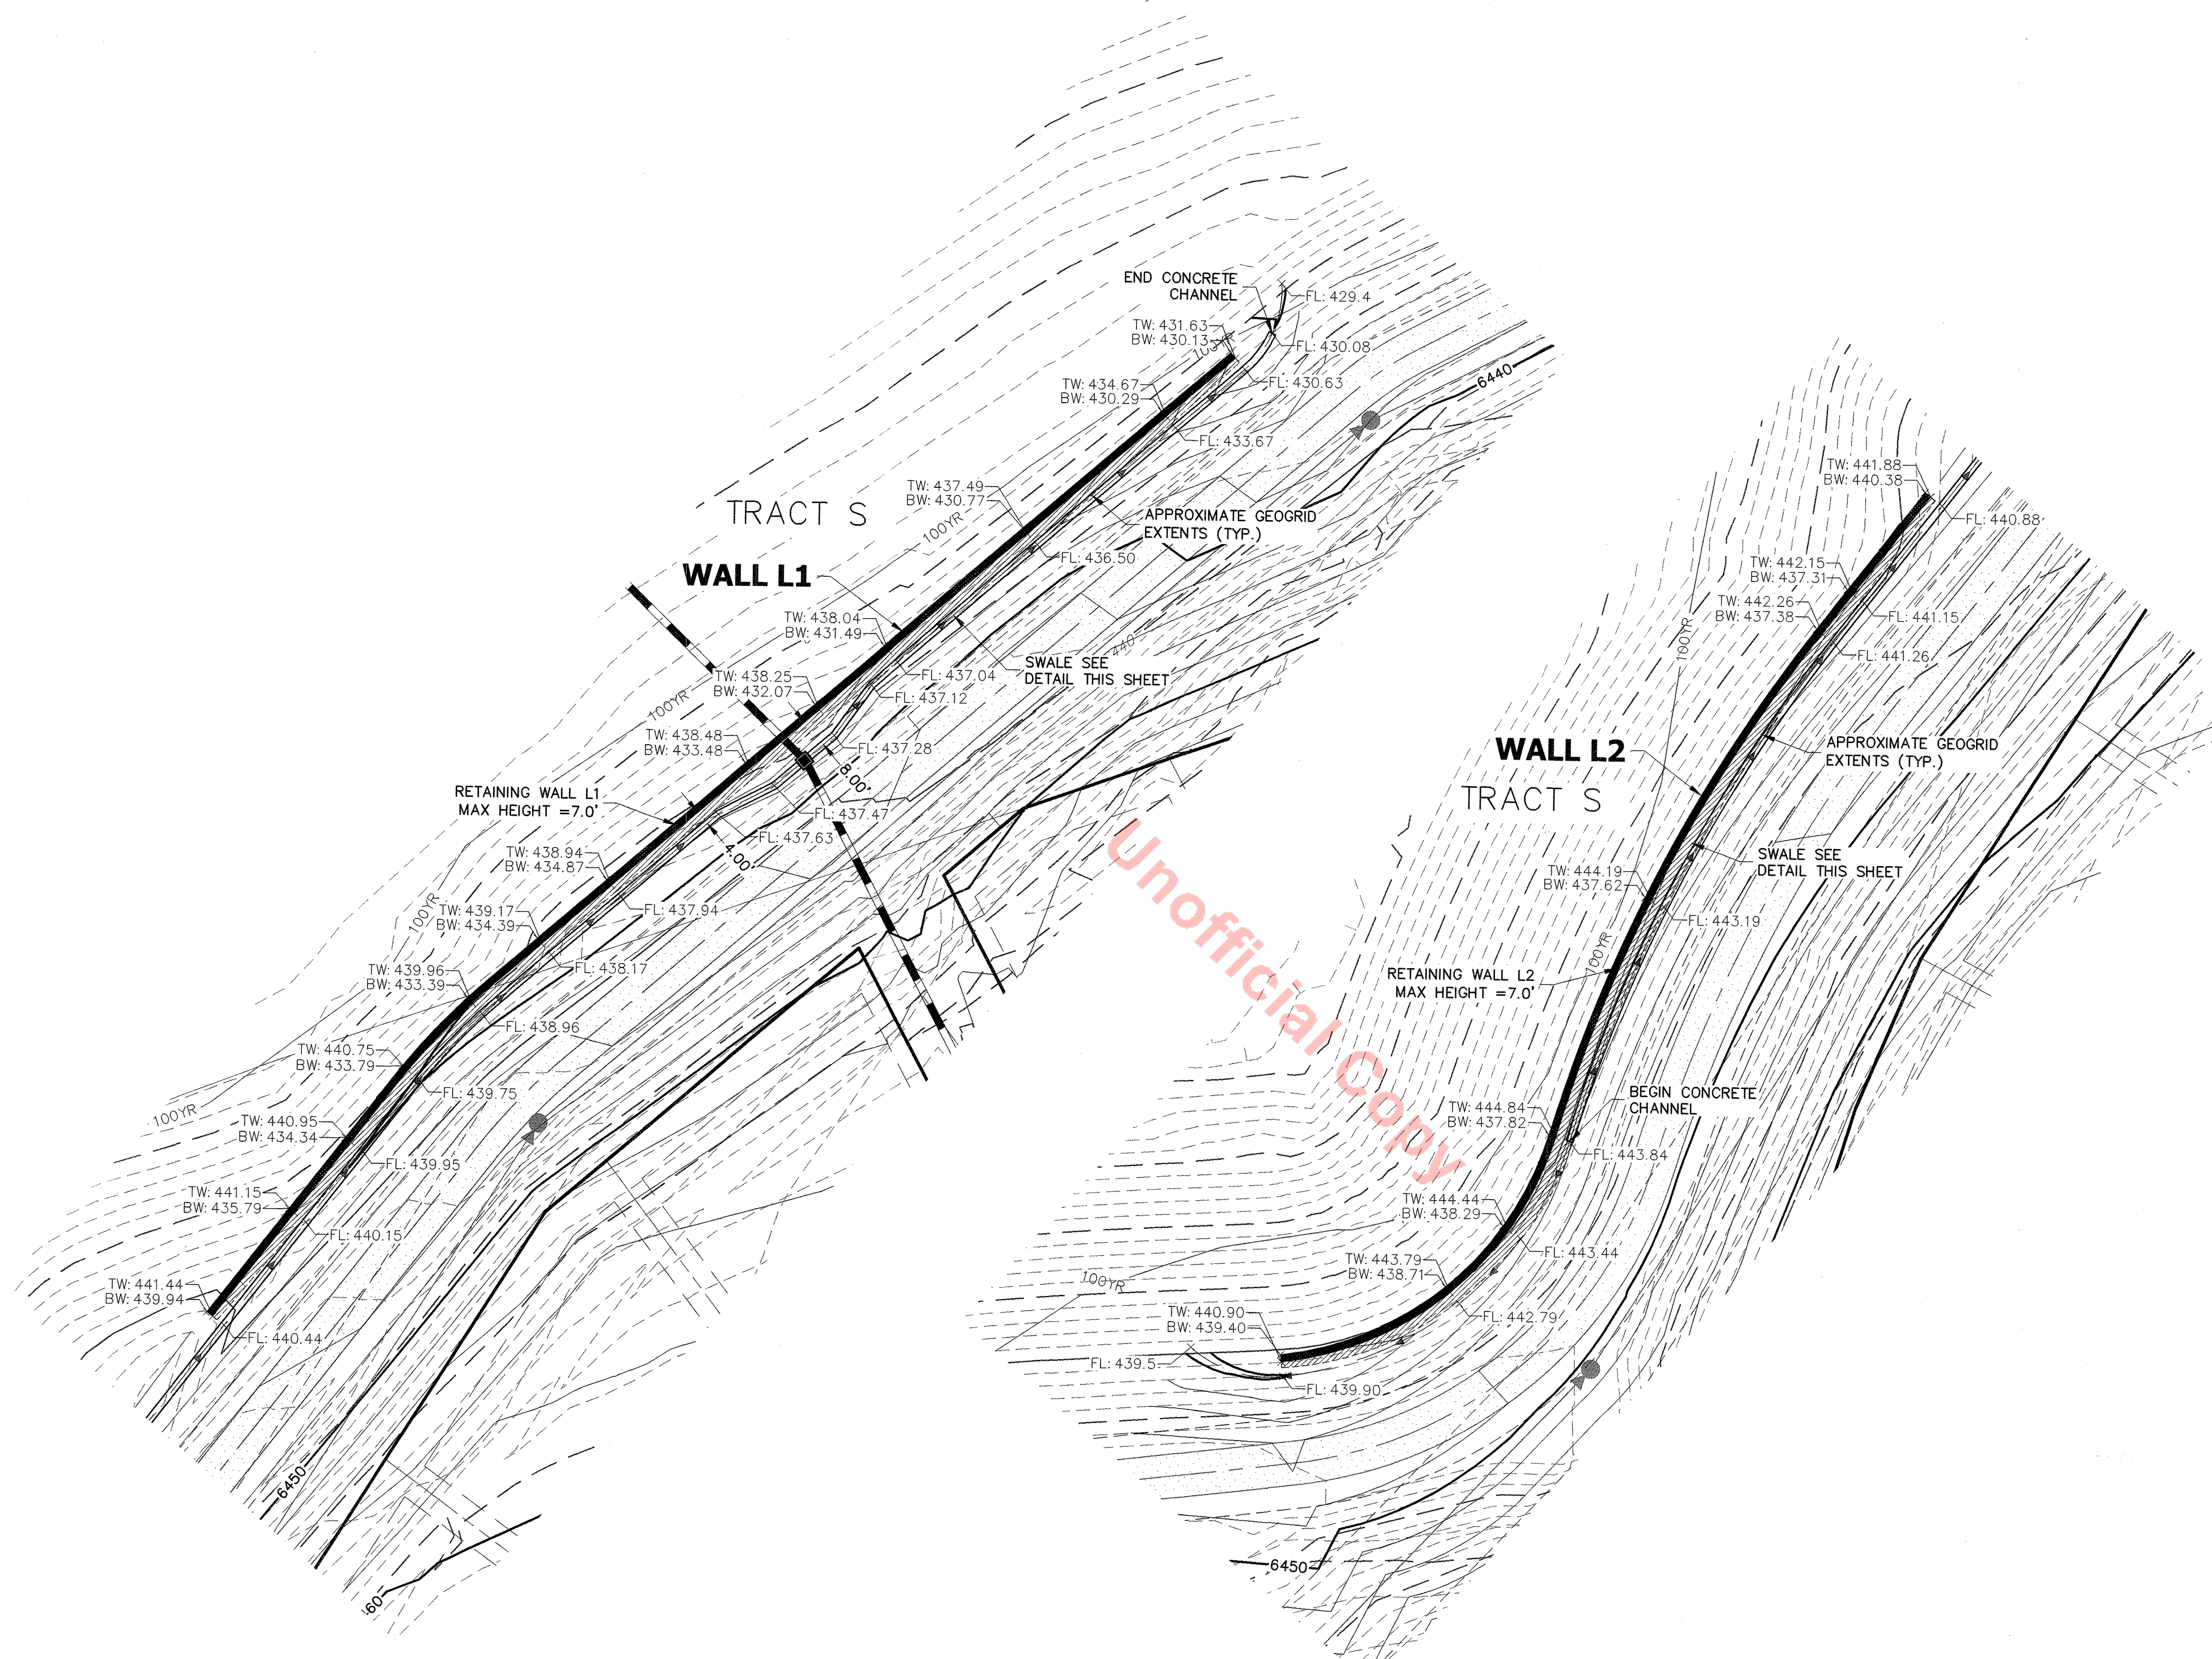 END CONCRETE
CHANNEL
FL: 429.4
TW: 431.63
BW: 430.13
100YR
FL: 430.08
FL: 430.63
TW: 434.67
BW: 430.29
6440
FL: 433.67
TW: 437.49
BW: 430.77
TRACT S
100YR
APPROXIMATE GEOGRID
EXTENTS (TYP.)
FL: 436.50
WALL L1
TW: 438.04
BW: 431.49
440
SWALE SEE
DETAIL THIS SHEET
FL: 437.04
TW: 438.25
BW: 432.07
FL: 437.12
100YR
TW: 438.48
BW: 433.48
FL: 437.28
8.00'
RETAINING WALL L1
MAX HEIGHT =7.0'
FL: 437.47
FL: 437.63
4.00'
TW: 438.94
BW: 434.87
100YR
FL: 437.94
TW: 439.17
BW: 434.39
FL: 438.17
TW: 439.96
BW: 433.39
FL: 438.96
TW: 440.75
BW: 433.79
FL: 439.75
100YR
TW: 440.95
BW: 434.34
FL: 439.95
TW: 441.15
BW: 435.79
FL: 440.15
TW: 441.44
BW: 439.94
FL: 440.44
6450
60
TW: 441.88
BW: 440.38
FL: 440.88
TW: 442.15
BW: 437.31
TW: 442.26
BW: 437.38
FL: 441.15
100YR
FL: 441.26
WALL L2
TRACT S
APPROXIMATE GEOGRID
EXTENTS (TYP.)
SWALE SEE
DETAIL THIS SHEET
TW: 444.19
BW: 437.62
FL: 443.19
100YR
RETAINING WALL L2
MAX HEIGHT =7.0'
BEGIN CONCRETE
CHANNEL
TW: 444.84
BW: 437.82
FL: 443.84
TW: 444.44
BW: 438.29
FL: 443.44
TW: 443.79
BW: 438.71
100YR
FL: 442.79
TW: 440.90
BW: 439.40
FL: 439.5
FL: 439.90
6450
Unofficial Copy